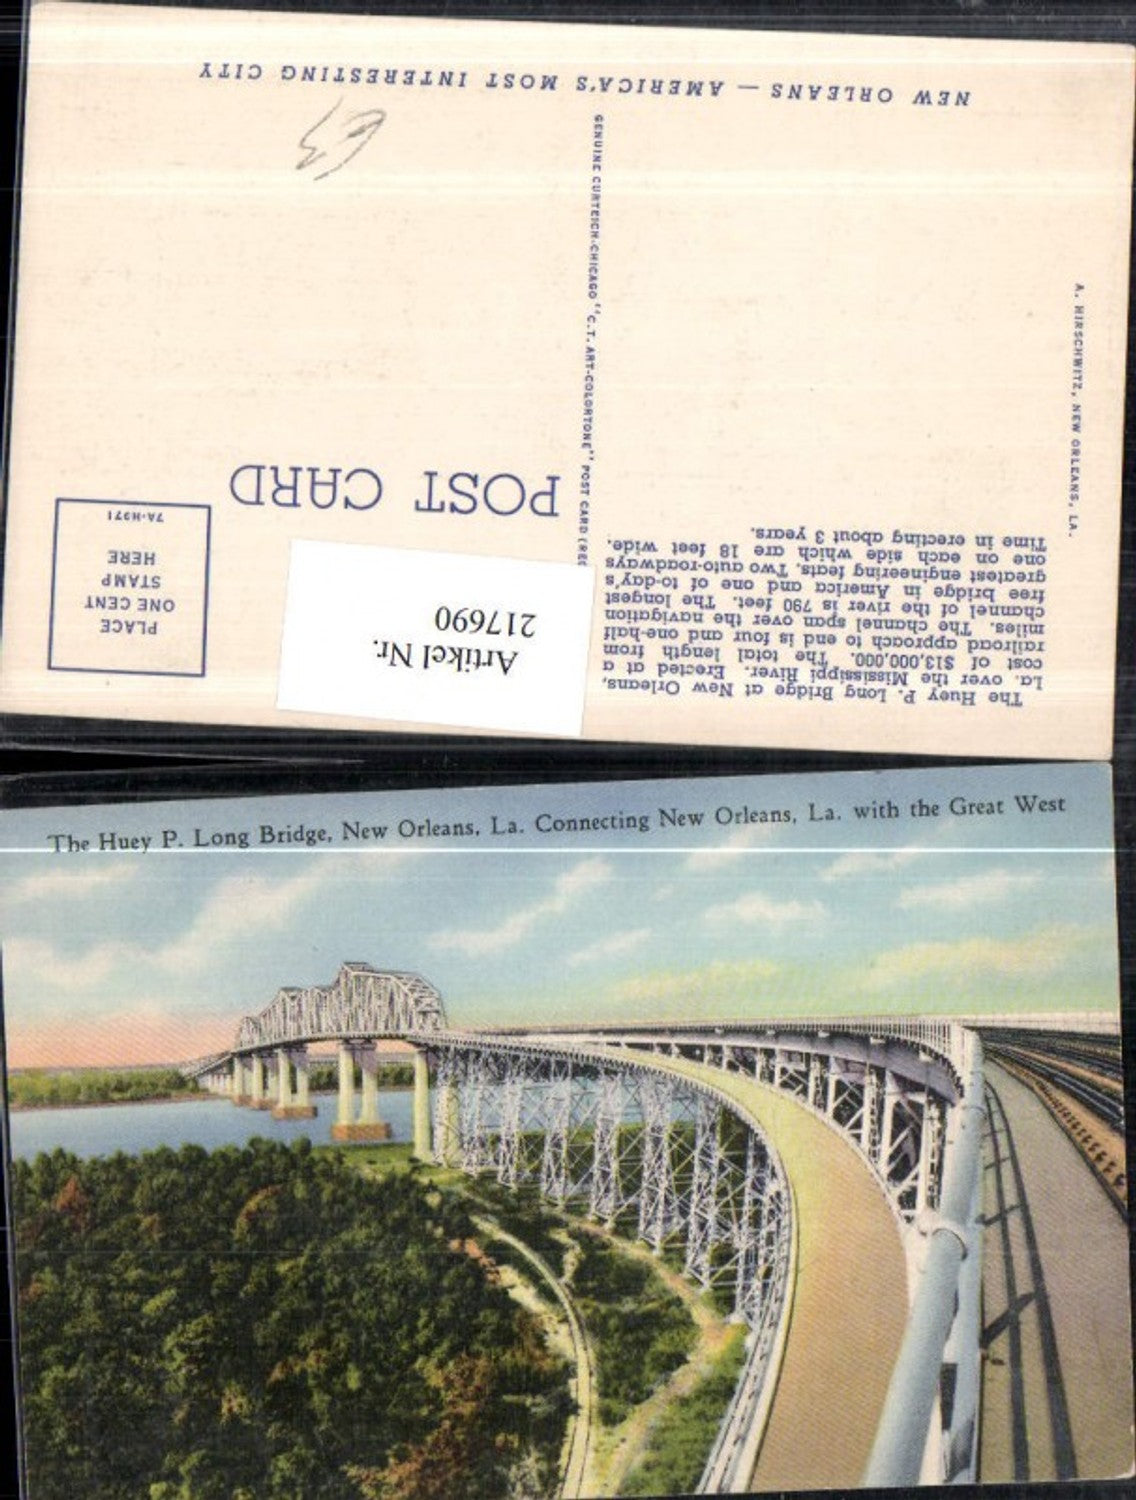 NEW ORLEANS — AMERICA'S MOST INTERESTING CITY
£3
GENUINE CURTEICH-CHICAGO "C.T. ART-COLORTONE" POST CARD (REG
A. HIRSCHWITZ, NEW ORLEANS, LA.
POST CARD
PLACE
ONE CENT
STAMP
HERE
7A-H971
Artikel Nr.
217690
The Huey P. Long Bridge at New Orleans,
La. over the Mississippi River. Erected at a
cost of $13,000,000. The total length from
railroad approach to end is four and one-half
miles. The channel span over the navigation
channel of the river is 790 feet. The longest
free bridge in America and one of to-day's
greatest engineering feats. Two auto-roadways
one on each side which are 18 feet wide.
Time in erecting about 3 years.
The Huey P. Long Bridge, New Orleans, La. Connecting New Orleans, La. with the Great West